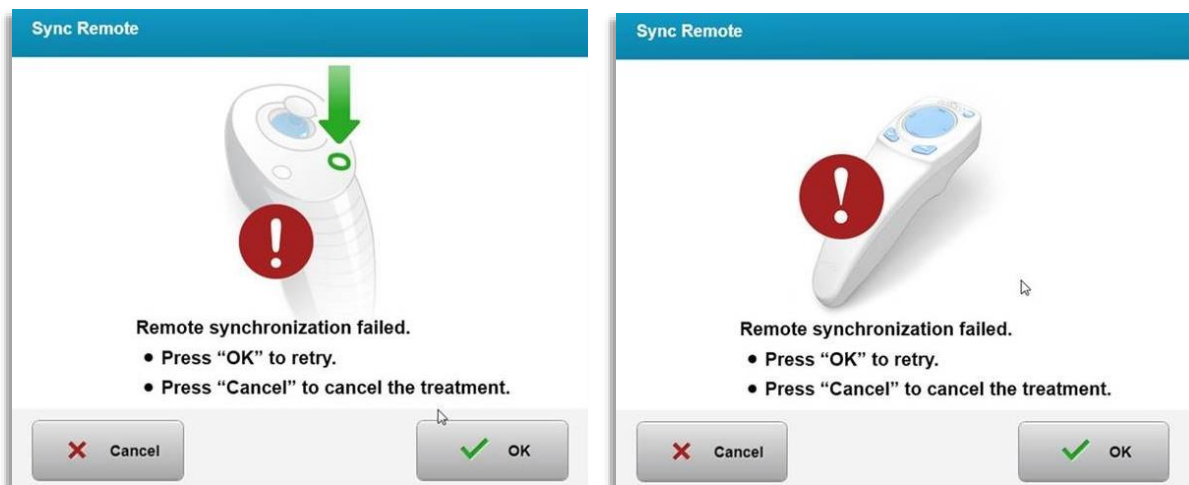 Sync Remote
Remote synchronization failed.
● Press “OK” to retry.
● Press “Cancel” to cancel the treatment.
Cancel
OK
Sync Remote
Remote synchronization failed.
● Press “OK” to retry.
● Press “Cancel” to cancel the treatment.
Cancel
OK